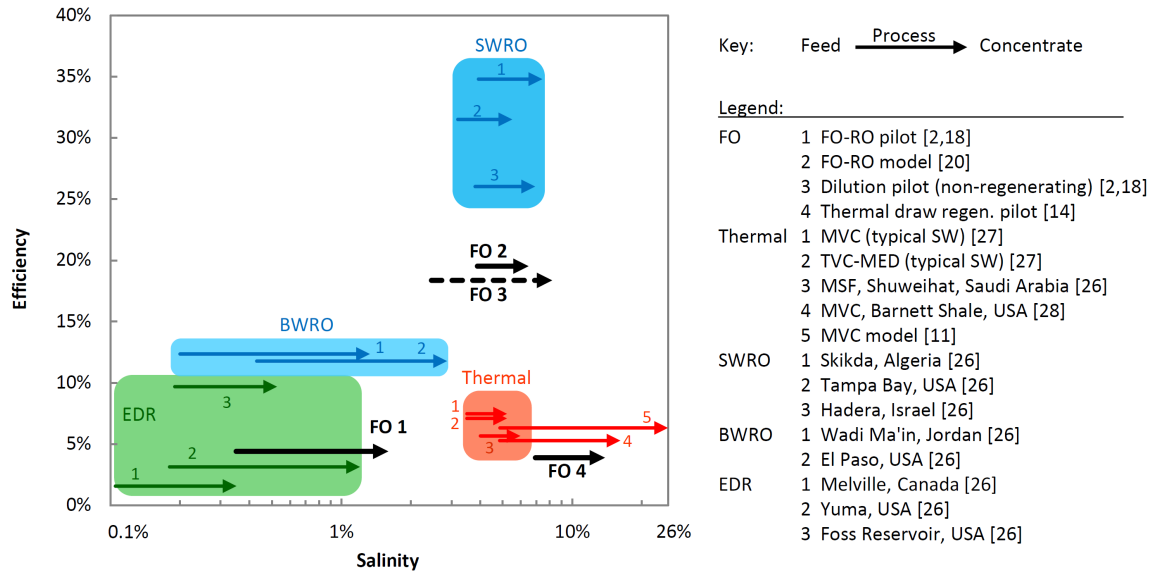 40%
35%
30%
25%
20%
15%
10%
5%
0%
Efficiency
0.1%
1%
10%
26%
Salinity
SWRO
1
2
3
FO 2
FO 3
BWRO
1
2
EDR
3
2
1
FO 1
Thermal
1
2
3
5
4
FO 4
Key: Feed Process Concentrate
Legend:
FO 1 FO-RO pilot [2,18]
2 FO-RO model [20]
3 Dilution pilot (non-regenerating) [2,18]
4 Thermal draw regen. pilot [14]
Thermal 1 MVC (typical SW) [27]
2 TVC-MED (typical SW) [27]
3 MSF, Shuweihat, Saudi Arabia [26]
4 MVC, Barnett Shale, USA [28]
5 MVC model [11]
SWRO 1 Skikda, Algeria [26]
2 Tampa Bay, USA [26]
3 Hadera, Israel [26]
BWRO 1 Wadi Ma'in, Jordan [26]
2 El Paso, USA [26]
EDR 1 Melville, Canada [26]
2 Yuma, USA [26]
3 Foss Reservoir, USA [26]